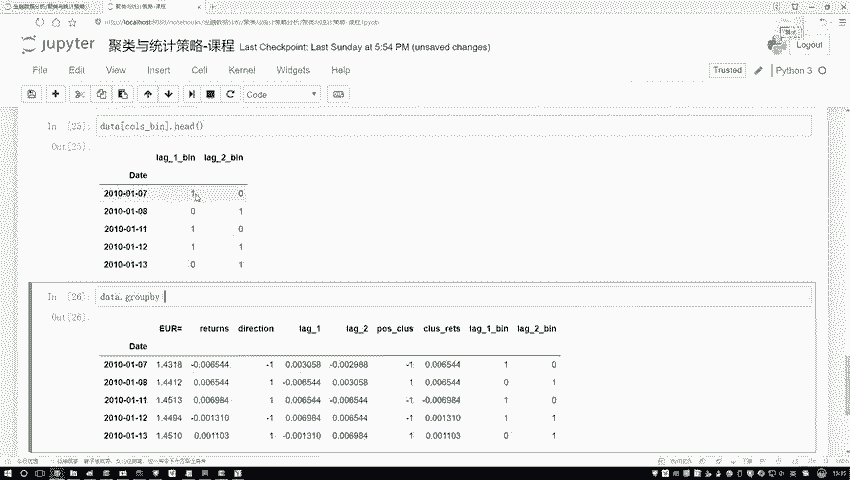 jupyter 聚类与统计策略-课程 Last Checkpoint: Last Sunday at 5:54 PM (unsaved changes)
Logout
File Edit View Insert Cell Kernel Widgets Help
Trusted Python 3
Code
In [25]: data[cols_bin].head()
Out[25]:
lag_1_bin lag_2_bin
Date
2010-01-07 1 0
2010-01-08 0 1
2010-01-11 1 0
2010-01-12 1 1
2010-01-13 0 1
In [26] data.groupby
Out[26]:
EUR= returns direction lag_1 lag_2 pos_clus clus_rets lag_1_bin lag_2_bin
Date
2010-01-07 1.4318 -0.006544 -1 0.003058 -0.002988 -1 0.006544 1 0
2010-01-08 1.4412 0.006544 1 -0.006544 0.003058 1 0.006544 0 1
2010-01-11 1.4513 0.006984 1 0.006544 -0.006544 -1 -0.006984 1 0
2010-01-12 1.4494 -0.001310 -1 0.006984 0.006544 -1 0.001310 1 1
2010-01-13 1.4510 0.001103 1 -0.001310 0.006984 1 0.001103 0 1